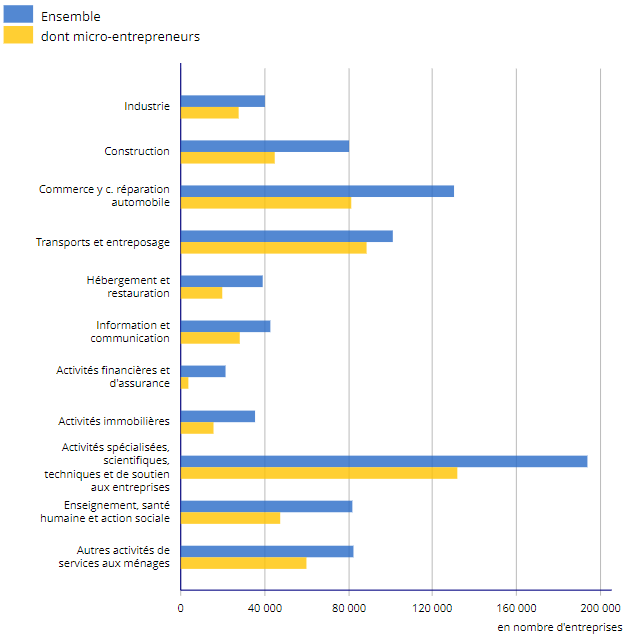 Ensemble
dont micro-entrepreneurs
Industrie
Construction
Commerce y c. réparation
automobile
Transports et entreposage
Hébergement et
restauration
Information et
communication
Activités financières et
d'assurance
Activités immobilières
Activités spécialisées,
scientifiques,
techniques et de soutien
aux entreprises
Enseignement, santé
humaine et action sociale
Autres activités de
services aux ménages
0 40 000 80 000 120 000 160 000 200 000
en nombre d'entreprises